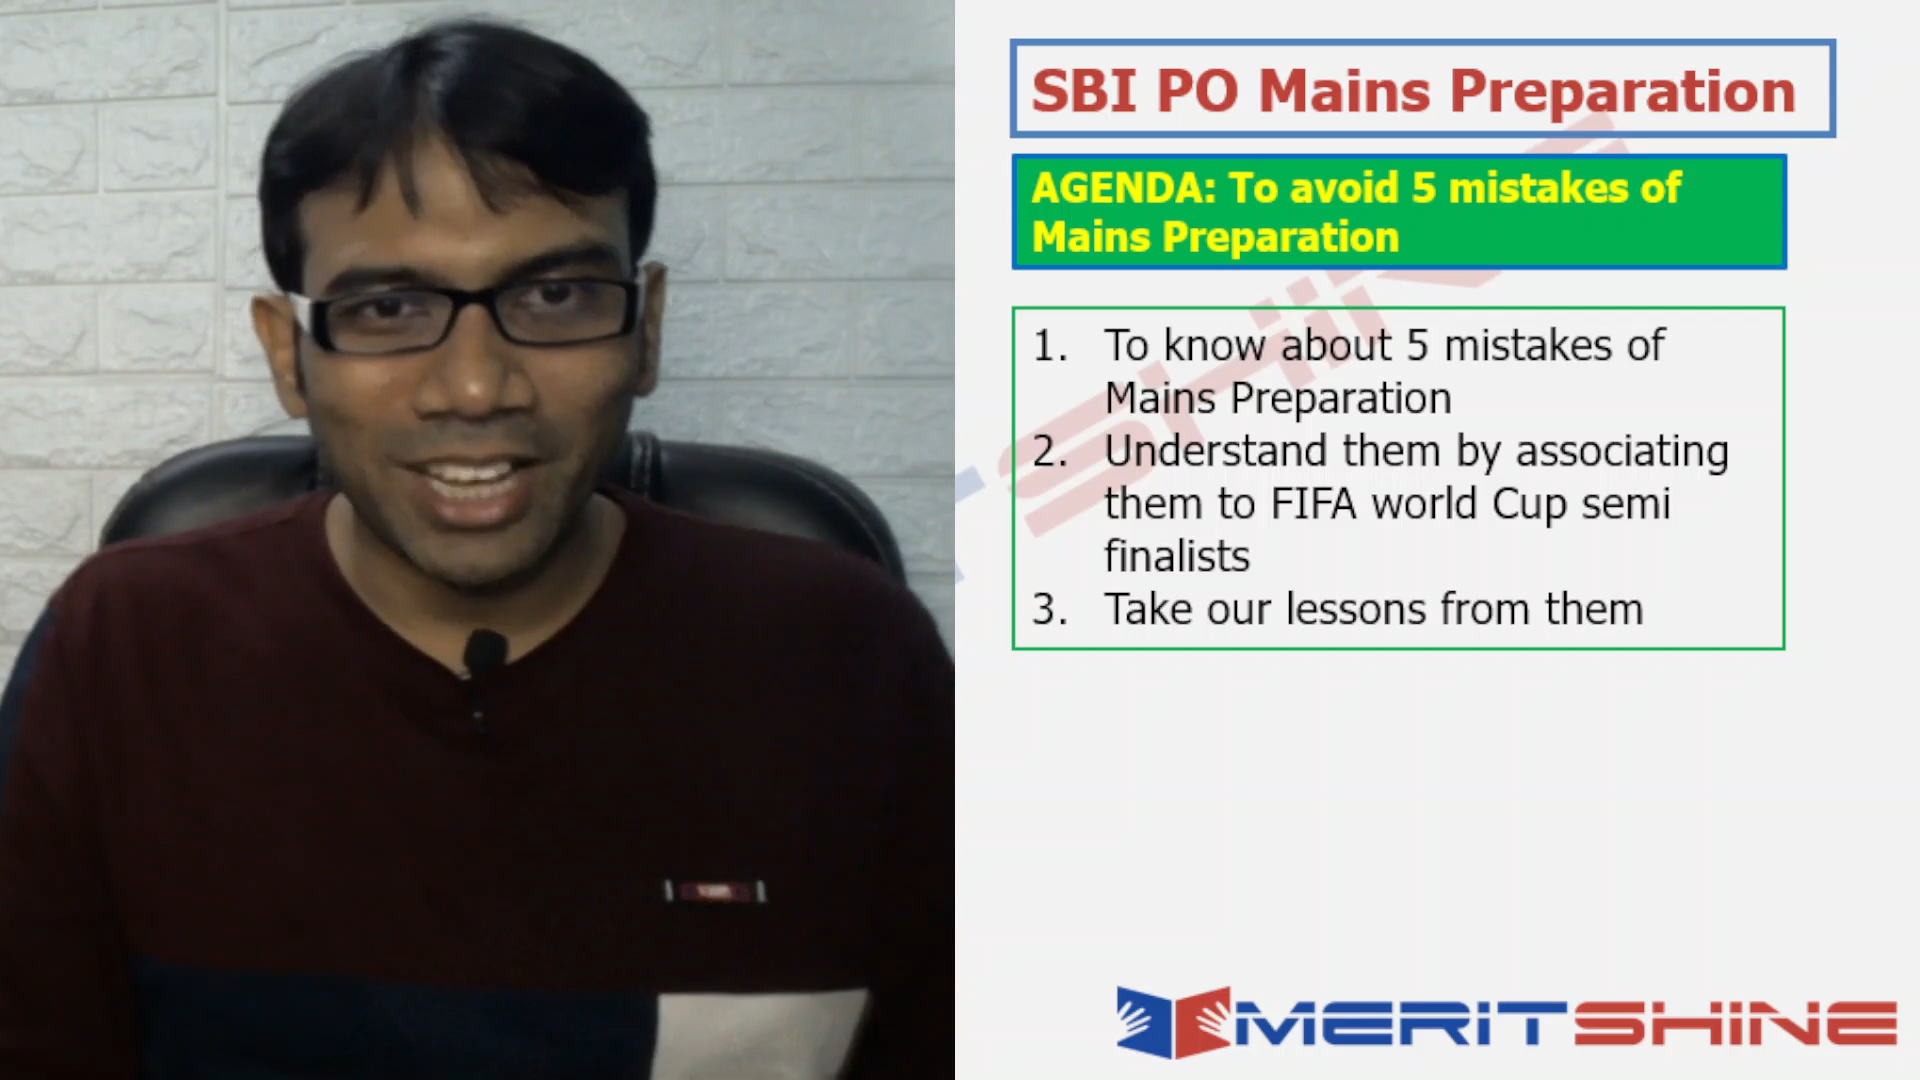 SBI PO Mains Preparation
AGENDA: To avoid 5 mistakes of
Mains Preparation
1. To know about 5 mistakes of
Mains Preparation
2. Understand them by associating
them to FIFA world Cup semi
finalists
3. Take our lessons from them
MERITSHINE